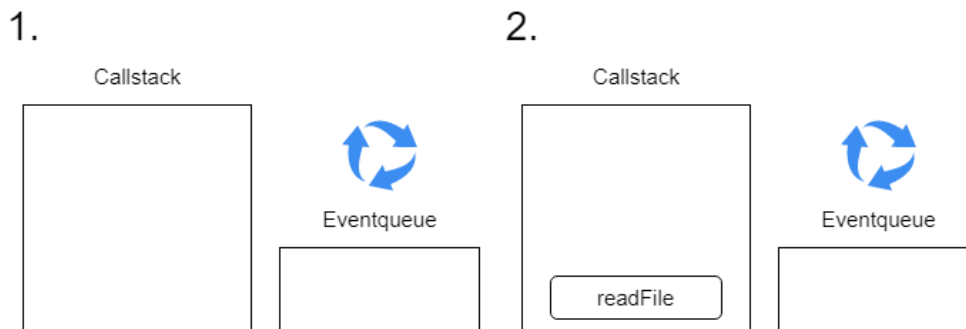 1.
Callstack
Eventqueue
2.
Callstack
Eventqueue
readFile